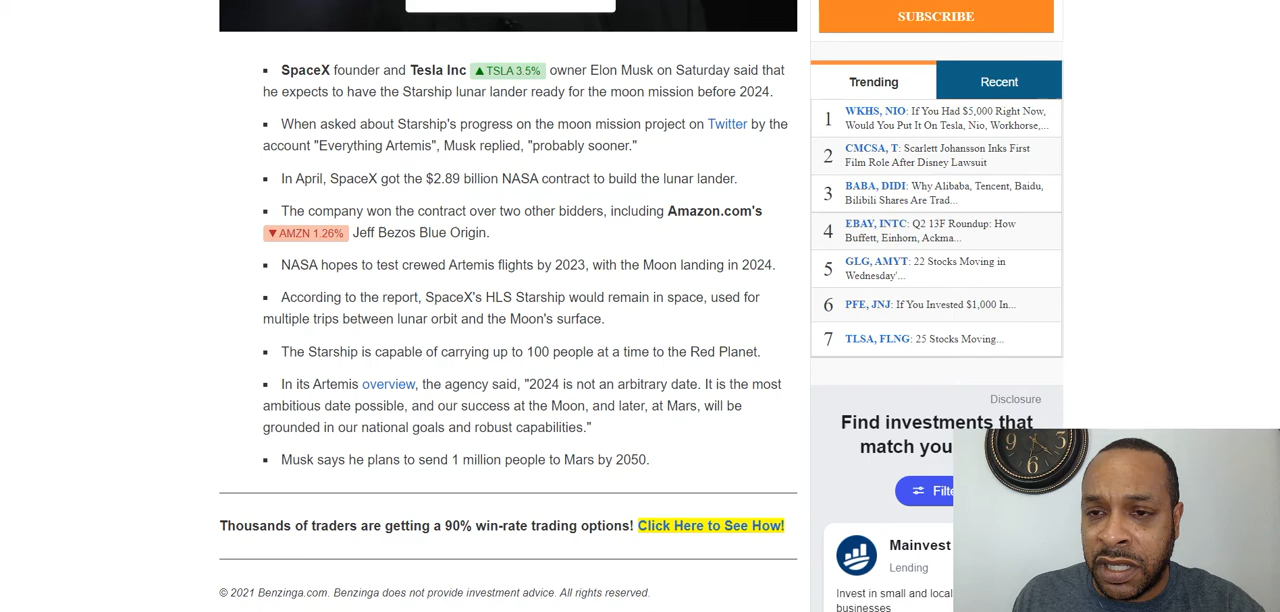 SUBSCRIBE
▪ SpaceX founder and Tesla Inc ▲ TSLA 3.5% owner Elon Musk on Saturday said that
he expects to have the Starship lunar lander ready for the moon mission before 2024.
▪ When asked about Starship's progress on the moon mission project on Twitter by the
account "Everything Artemis", Musk replied, "probably sooner."
▪ In April, SpaceX got the $2.89 billion NASA contract to build the lunar lander.
▪ The company won the contract over two other bidders, including Amazon.com's
▼ AMZN 1.26% Jeff Bezos Blue Origin.
▪ NASA hopes to test crewed Artemis flights by 2023, with the Moon landing in 2024.
▪ According to the report, SpaceX's HLS Starship would remain in space, used for
multiple trips between lunar orbit and the Moon's surface.
▪ The Starship is capable of carrying up to 100 people at a time to the Red Planet.
▪ In its Artemis overview, the agency said, "2024 is not an arbitrary date. It is the most
ambitious date possible, and our success at the Moon, and later, at Mars, will be
grounded in our national goals and robust capabilities."
▪ Musk says he plans to send 1 million people to Mars by 2050.
Thousands of traders are getting a 90% win-rate trading options! Click Here to See How!
© 2021 Benzinga.com. Benzinga does not provide investment advice. All rights reserved.
Trending Recent
1 WKHS, NIO: If You Had $5,000 Right Now,
Would You Put It On Tesla, Nio, Workhorse,...
2 CMCSA, T: Scarlett Johansson Inks First
Film Role After Disney Lawsuit
3 BABA, DIDI: Why Alibaba, Tencent, Baidu,
Bilibili Shares Are Trad...
4 EBAY, INTC: Q2 13F Roundup: How
Buffett, Einhorn, Ackma...
5 GLG, AMYT: 22 Stocks Moving in
Wednesday'...
6 PFE, JNJ: If You Invested $1,000 In...
7 TLSA, FLNG: 25 Stocks Moving...
Disclosure
Find investments that
match you
Filte
Mainvest
Lending
Invest in small and local
businesses
9 3
6